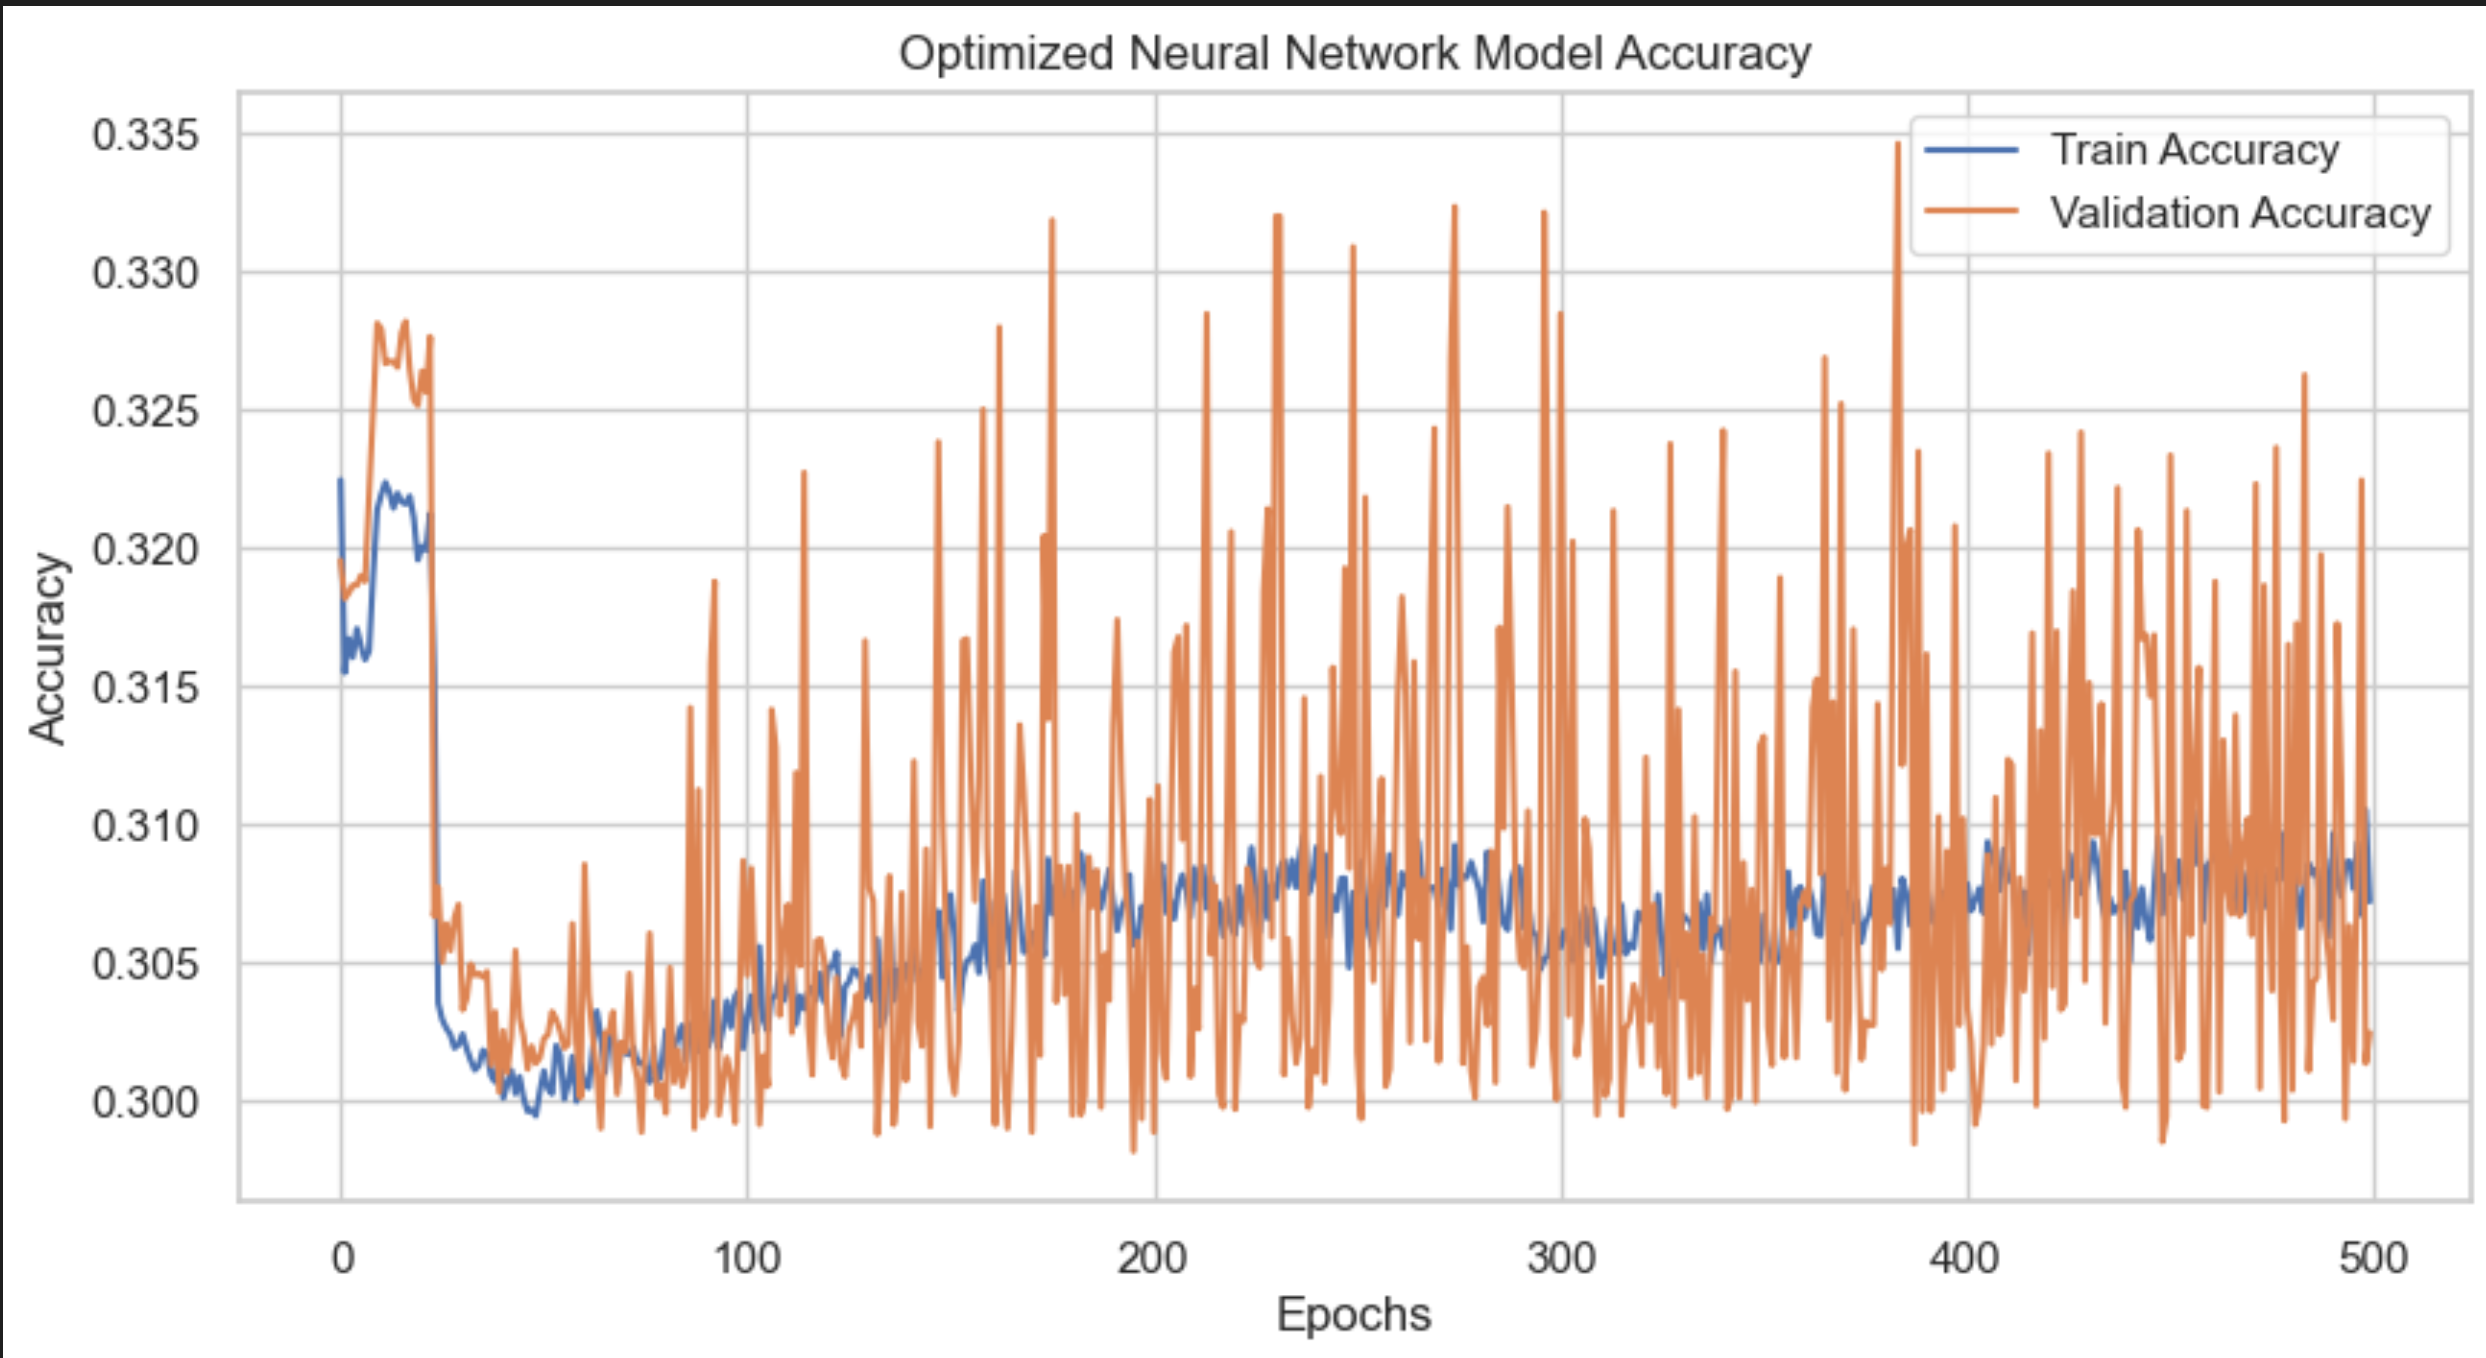 Optimized Neural Network Model Accuracy
Train Accuracy
Validation Accuracy
Accuracy
0.335
0.330
0.325
0.320
0.315
0.310
0.305
0.300
0 100 200 300 400 500
Epochs